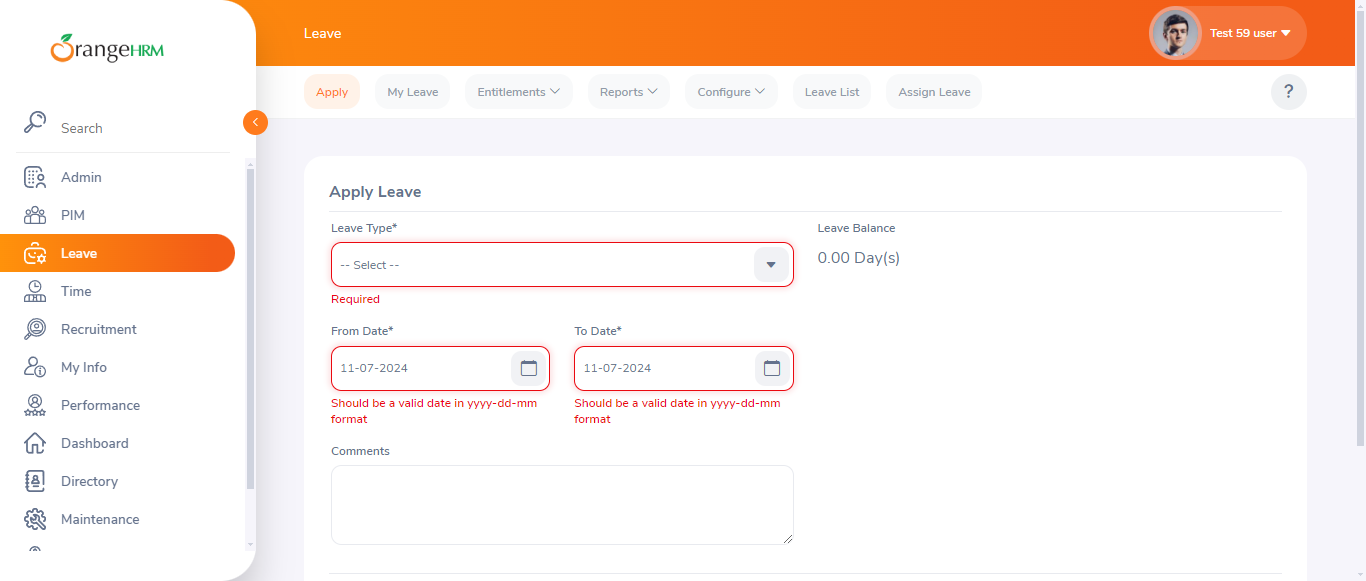 OrangeHRM
Leave
Test 59 user
Apply
My Leave
Entitlements
Reports
Configure
Leave List
Assign Leave
?
Search
Admin
PIM
Leave
Time
Recruitment
My Info
Performance
Dashboard
Directory
Maintenance
Apply Leave
Leave Type*
Leave Balance
-- Select --
0.00 Day(s)
Required
From Date*
To Date*
11-07-2024
11-07-2024
Should be a valid date in yyyy-dd-mm
format
Should be a valid date in yyyy-dd-mm
format
Comments